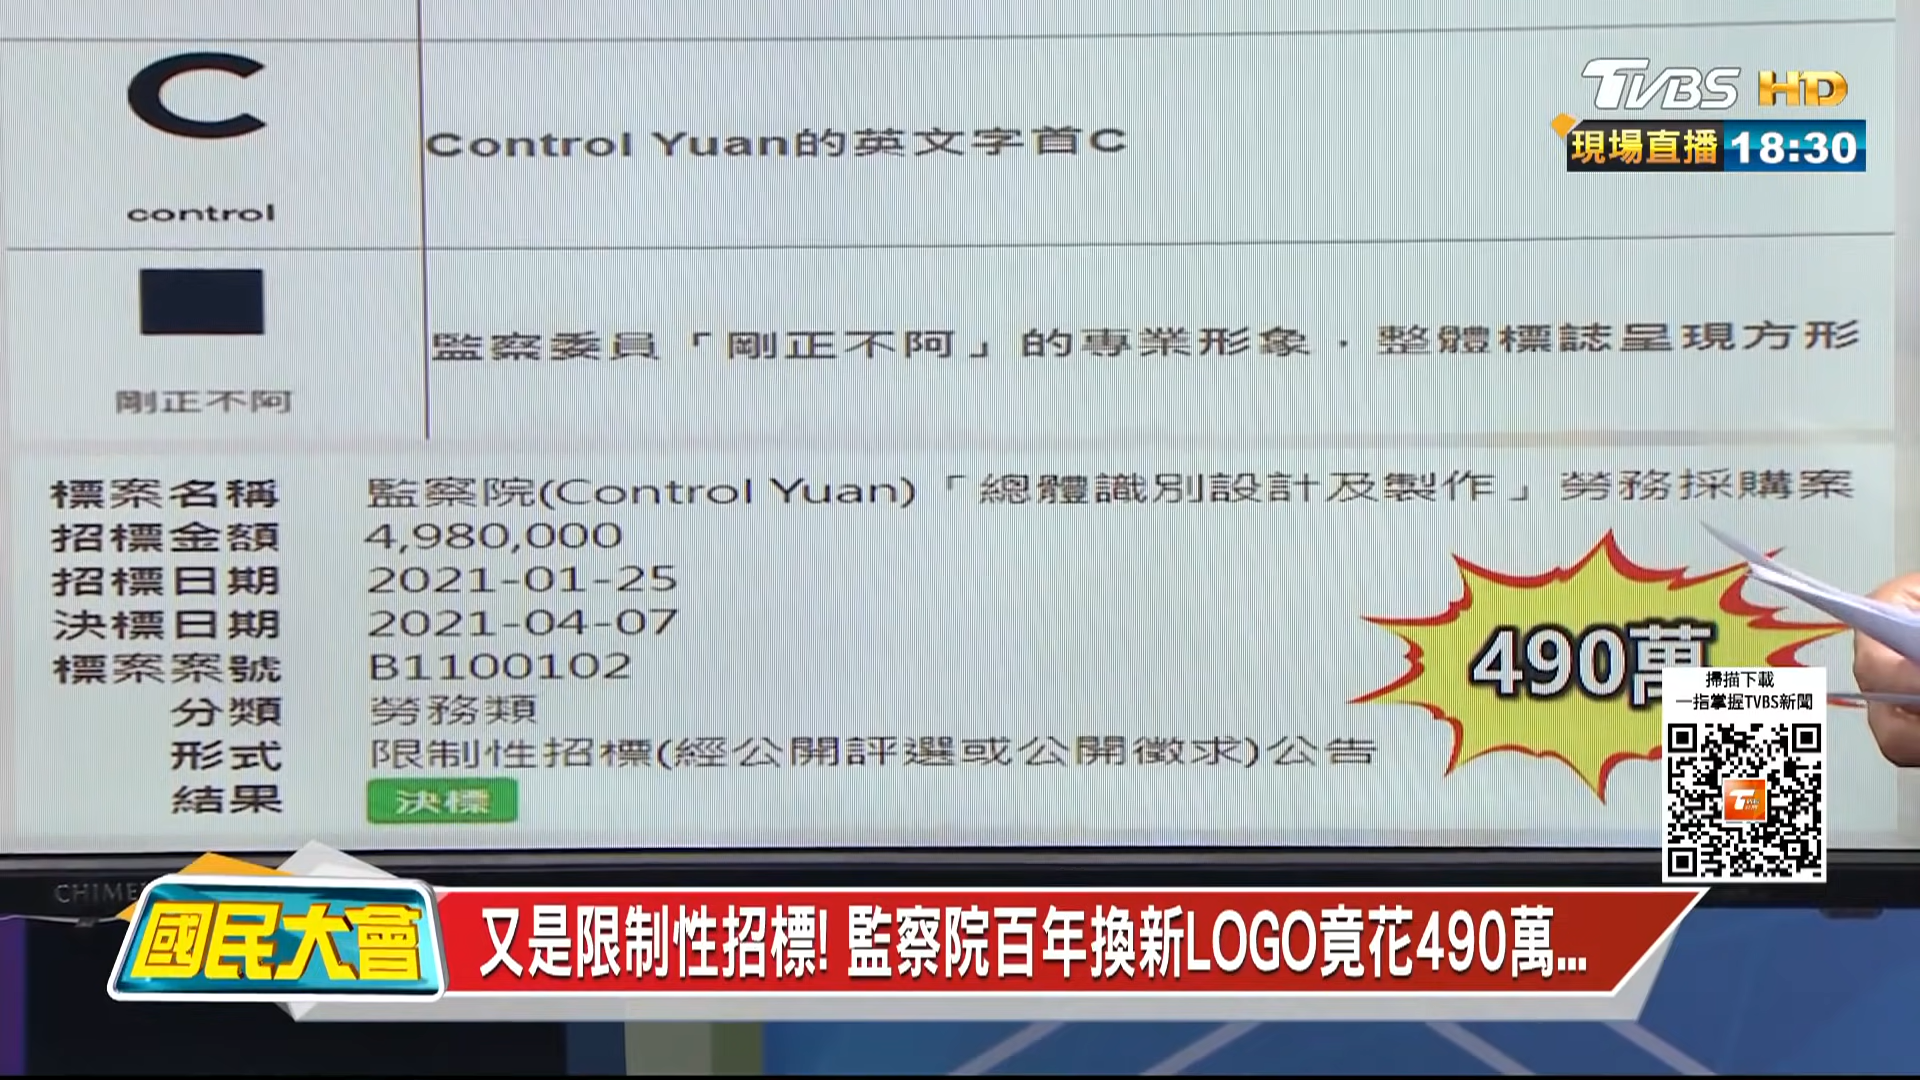 C
control
Control Yuan的英文字首C
剛正不阿
監察委員「剛正不阿」的專業形象，整體標誌呈現方形
標案名稱 監察院(Control Yuan)「總體識別設計及製作」勞務採購案
招標金額 4,980,000
招標日期 2021-01-25
決標日期 2021-04-07
標案案號 B1100102
分類 勞務類
形式 限制性招標(經公開評選或公開徵求)公告
結果 決標
490萬
TVBS HD
現場直播 18:30
掃描下載
一指掌握TVBS新聞
國民大會
又是限制性招標! 監察院百年換新LOGO竟花490萬...